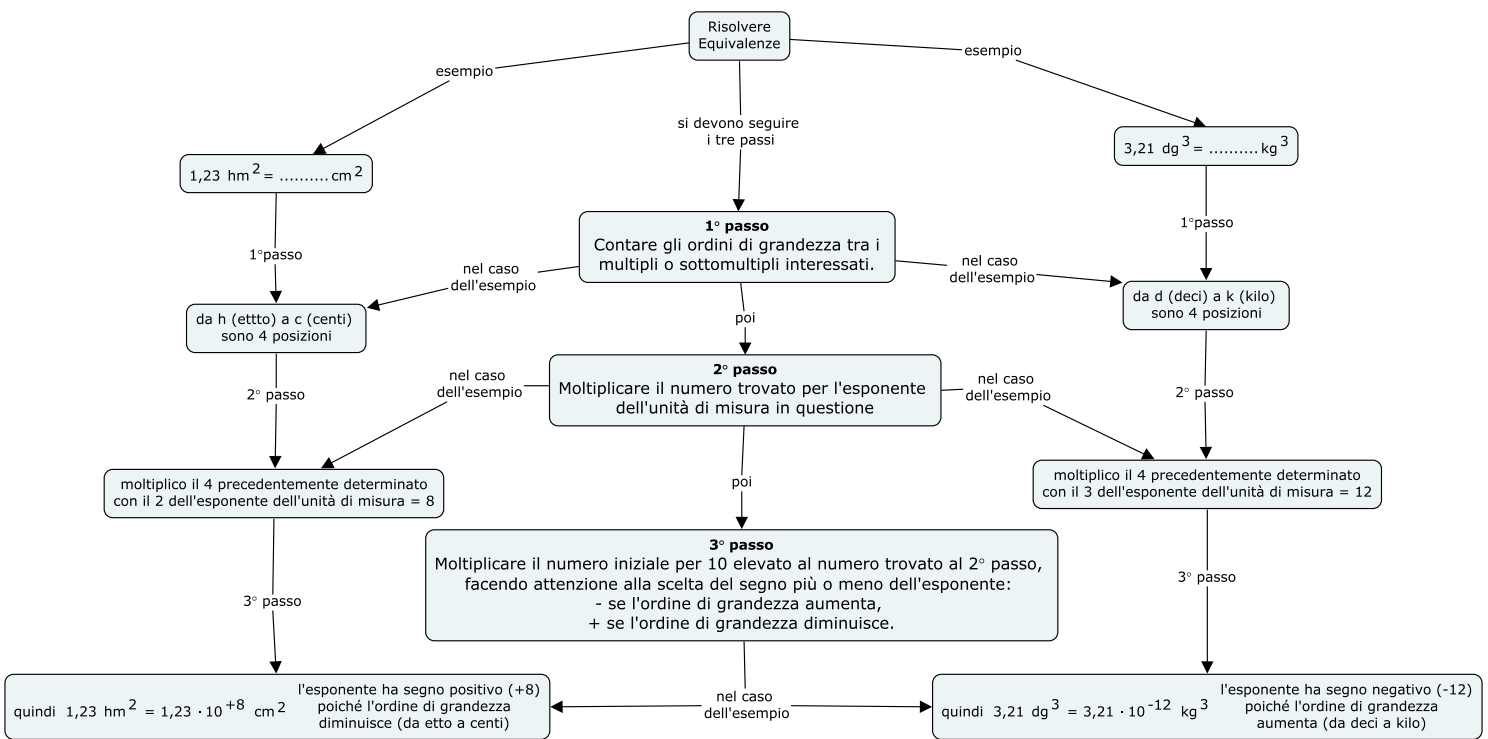 Risolvere
Equivalenze
esempio
esempio
si devono seguire
i tre passi
1,23 hm² = ..........cm²
3,21 dg³ = ..........kg³
1° passo
Contare gli ordini di grandezza tra i
multipli o sottomultipli interessati.
1°passo
1°passo
nel caso
dell'esempio
nel caso
dell'esempio
da h (ettto) a c (centi)
sono 4 posizioni
da d (deci) a k (kilo)
sono 4 posizioni
poi
2° passo
Moltiplicare il numero trovato per l'esponente
dell'unità di misura in questione
2° passo
2° passo
nel caso
dell'esempio
nel caso
dell'esempio
moltiplico il 4 precedentemente determinato
con il 2 dell'esponente dell'unità di misura = 8
moltiplico il 4 precedentemente determinato
con il 3 dell'esponente dell'unità di misura = 12
poi
3° passo
Moltiplicare il numero iniziale per 10 elevato al numero trovato al 2° passo,
facendo attenzione alla scelta del segno più o meno dell'esponente:
- se l'ordine di grandezza aumenta,
+ se l'ordine di grandezza diminuisce.
3° passo
3° passo
quindi 1,23 hm² = 1,23 · 10⁺⁸ cm²
l'esponente ha segno positivo (+8)
poiché l'ordine di grandezza
diminuisce (da etto a centi)
nel caso
dell'esempio
quindi 3,21 dg³ = 3,21 · 10⁻¹² kg³
l'esponente ha segno negativo (-12)
poiché l'ordine di grandezza
aumenta (da deci a kilo)